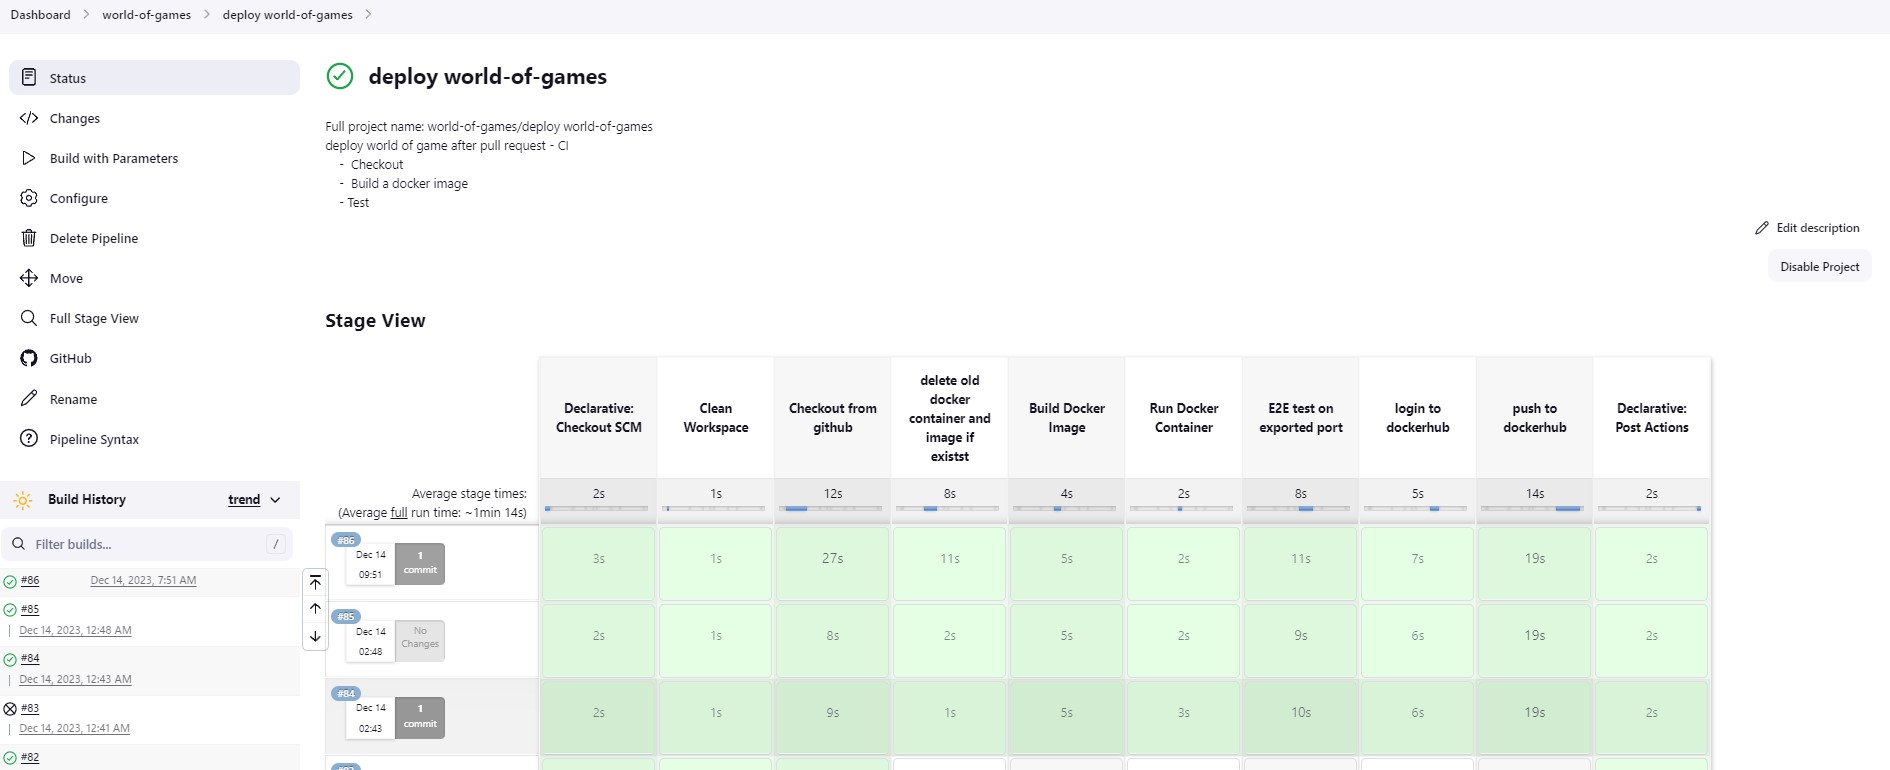 Dashboard > world-of-games > deploy world-of-games >
Status
Changes
Build with Parameters
Configure
Delete Pipeline
Move
Full Stage View
GitHub
Rename
Pipeline Syntax
Build History trend
Filter builds... /
#86 Dec 14, 2023, 7:51 AM
#85
Dec 14, 2023, 12:48 AM
#84
Dec 14, 2023, 12:43 AM
#83
Dec 14, 2023, 12:41 AM
#82
deploy world-of-games
Full project name: world-of-games/deploy world-of-games
deploy world of game after pull request - CI
- Checkout
- Build a docker image
- Test
Edit description
Disable Project
Stage View
Declarative:
Checkout SCM
Clean
Workspace
Checkout from
github
delete old
docker
container and
image if
existst
Build Docker
Image
Run Docker
Container
E2E test on
exported port
login to
dockerhub
push to
dockerhub
Declarative:
Post Actions
Average stage times:
(Average full run time: ~1min 14s)
2s 1s 12s 8s 4s 2s 8s 5s 14s 2s
#86
Dec 14
09:51
1
commit
3s 1s 27s 11s 5s 2s 11s 7s 19s 2s
#85
Dec 14
02:48
No
Changes
2s 1s 8s 2s 5s 2s 9s 6s 19s 2s
#84
Dec 14
02:43
1
commit
2s 1s 9s 1s 5s 3s 10s 6s 19s 2s